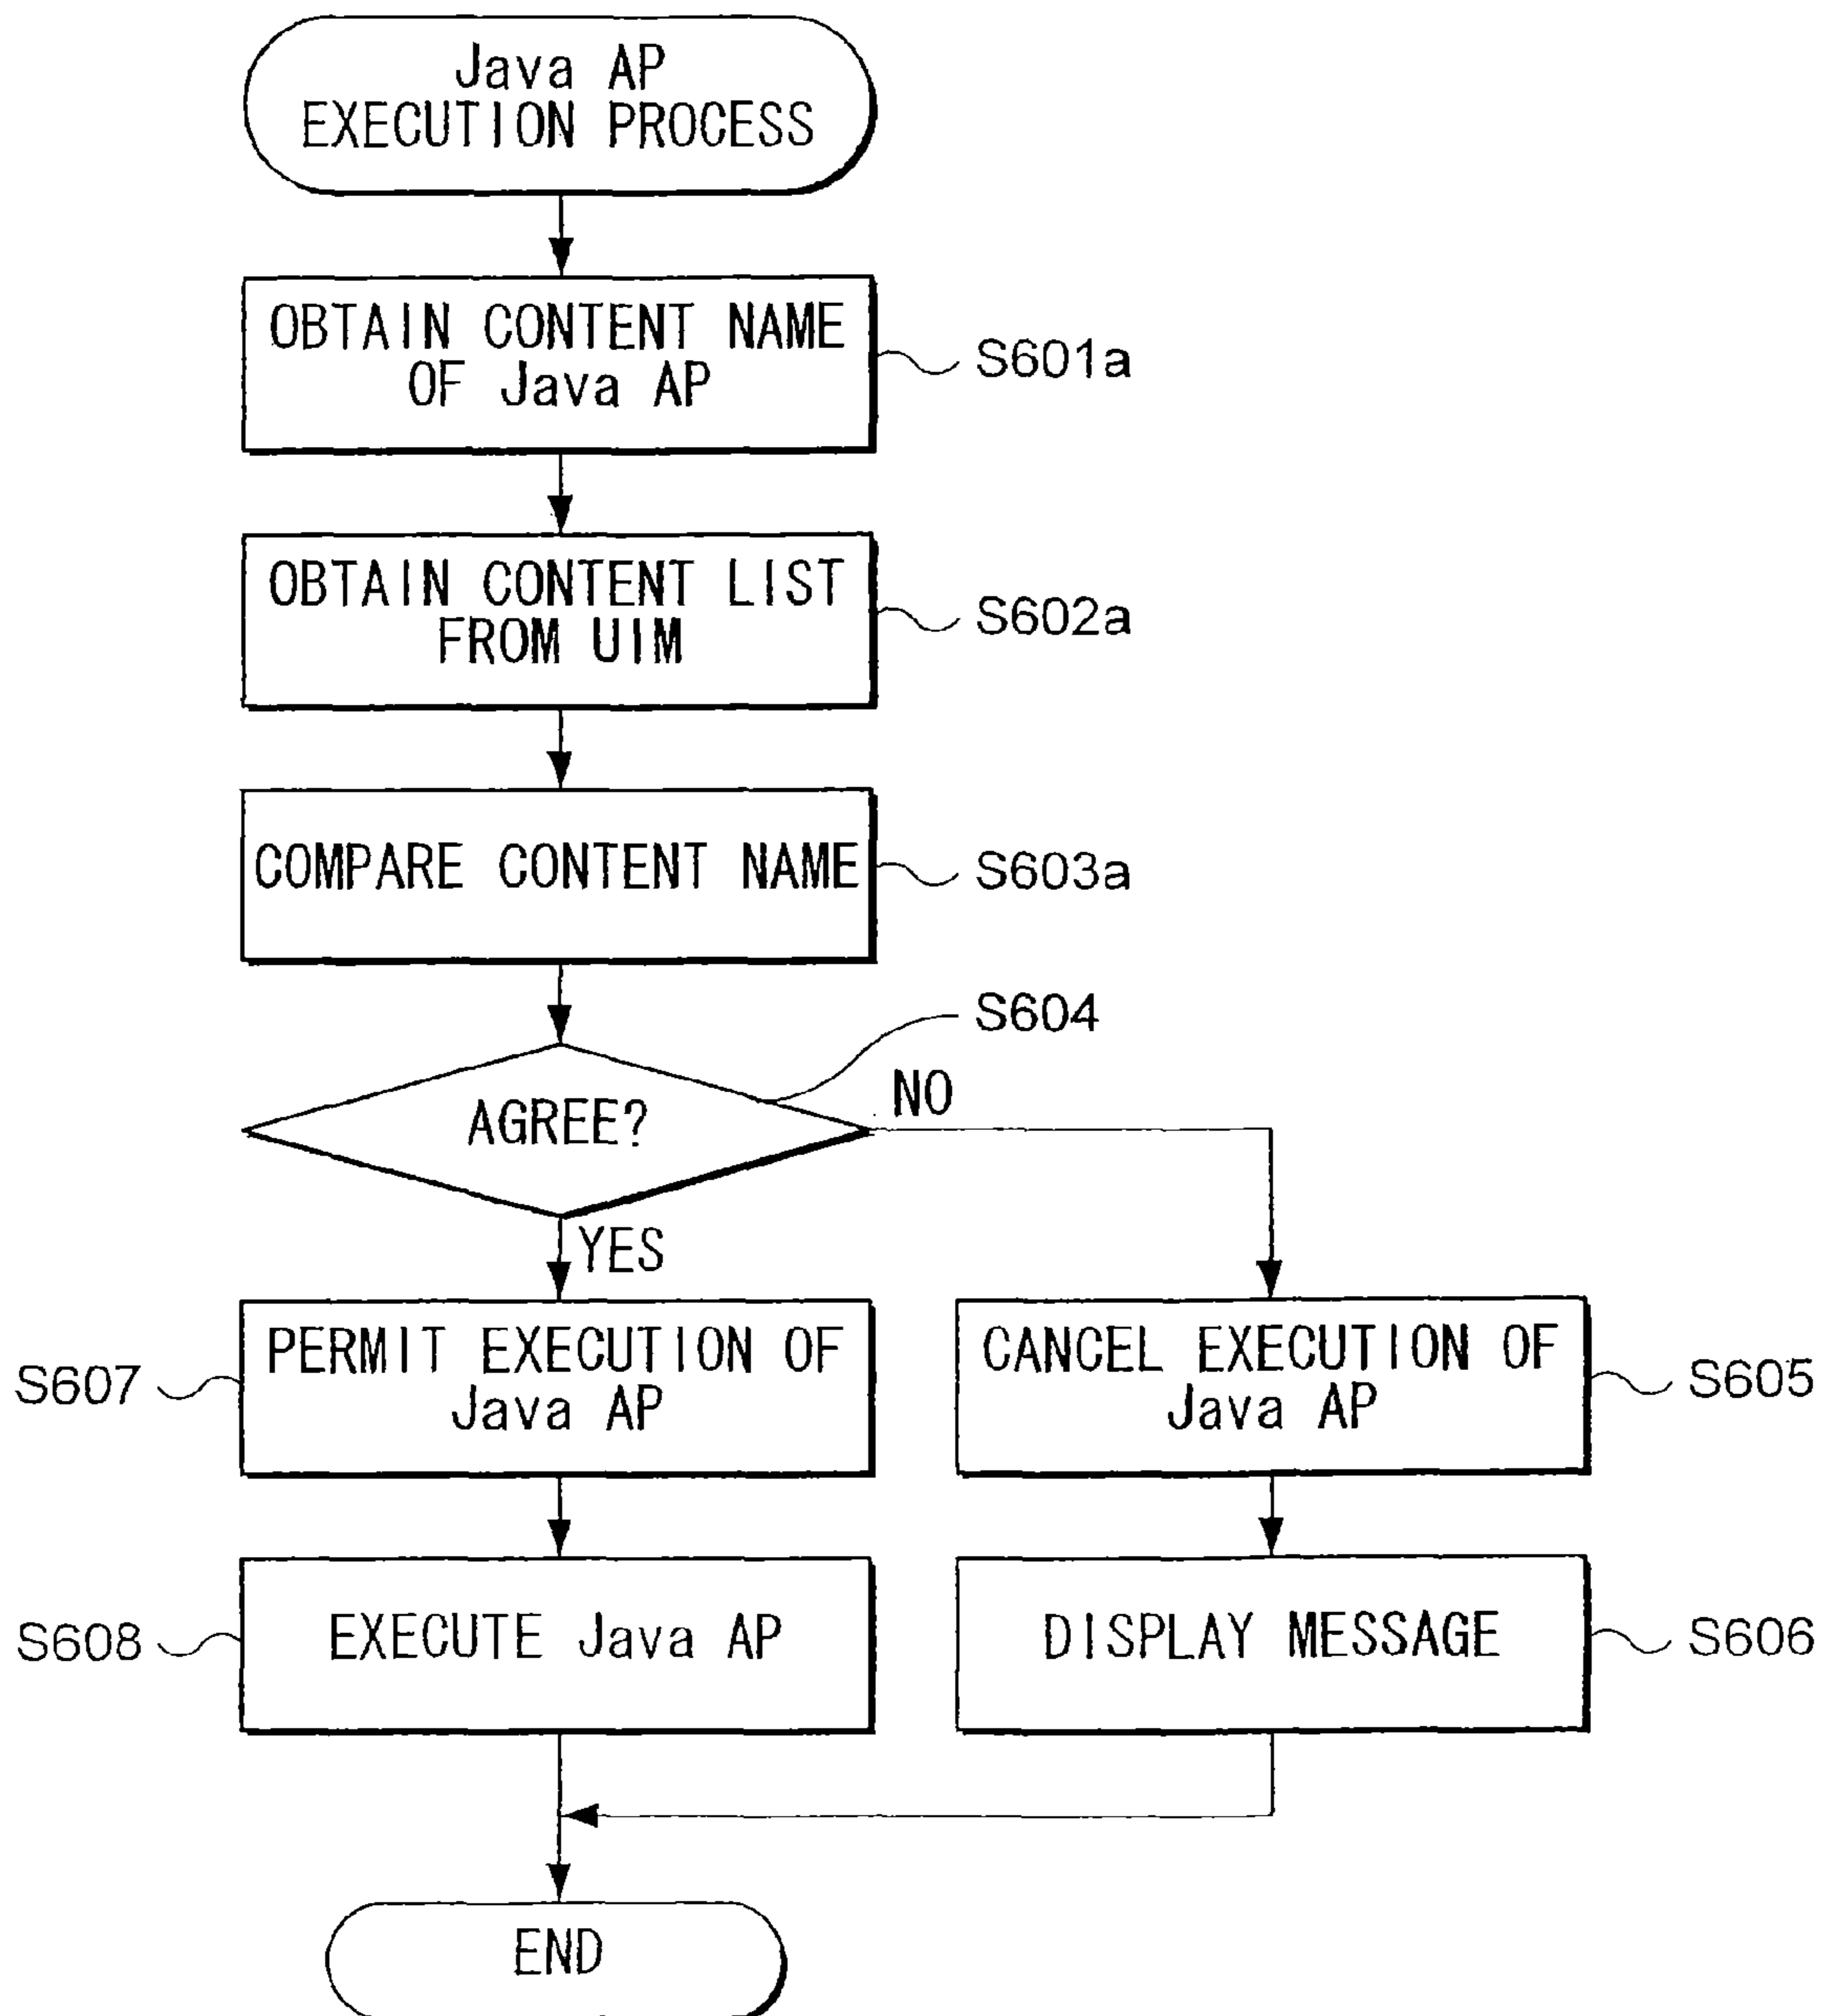 Java AP
EXECUTION PROCESS
OBTAIN CONTENT NAME
OF Java AP
S601a
OBTAIN CONTENT LIST
FROM UIM
S602a
COMPARE CONTENT NAME
S603a
S604
AGREE?
NO
YES
S607
PERMIT EXECUTION OF
Java AP
CANCEL EXECUTION OF
Java AP
S605
S608
EXECUTE Java AP
DISPLAY MESSAGE
S606
END